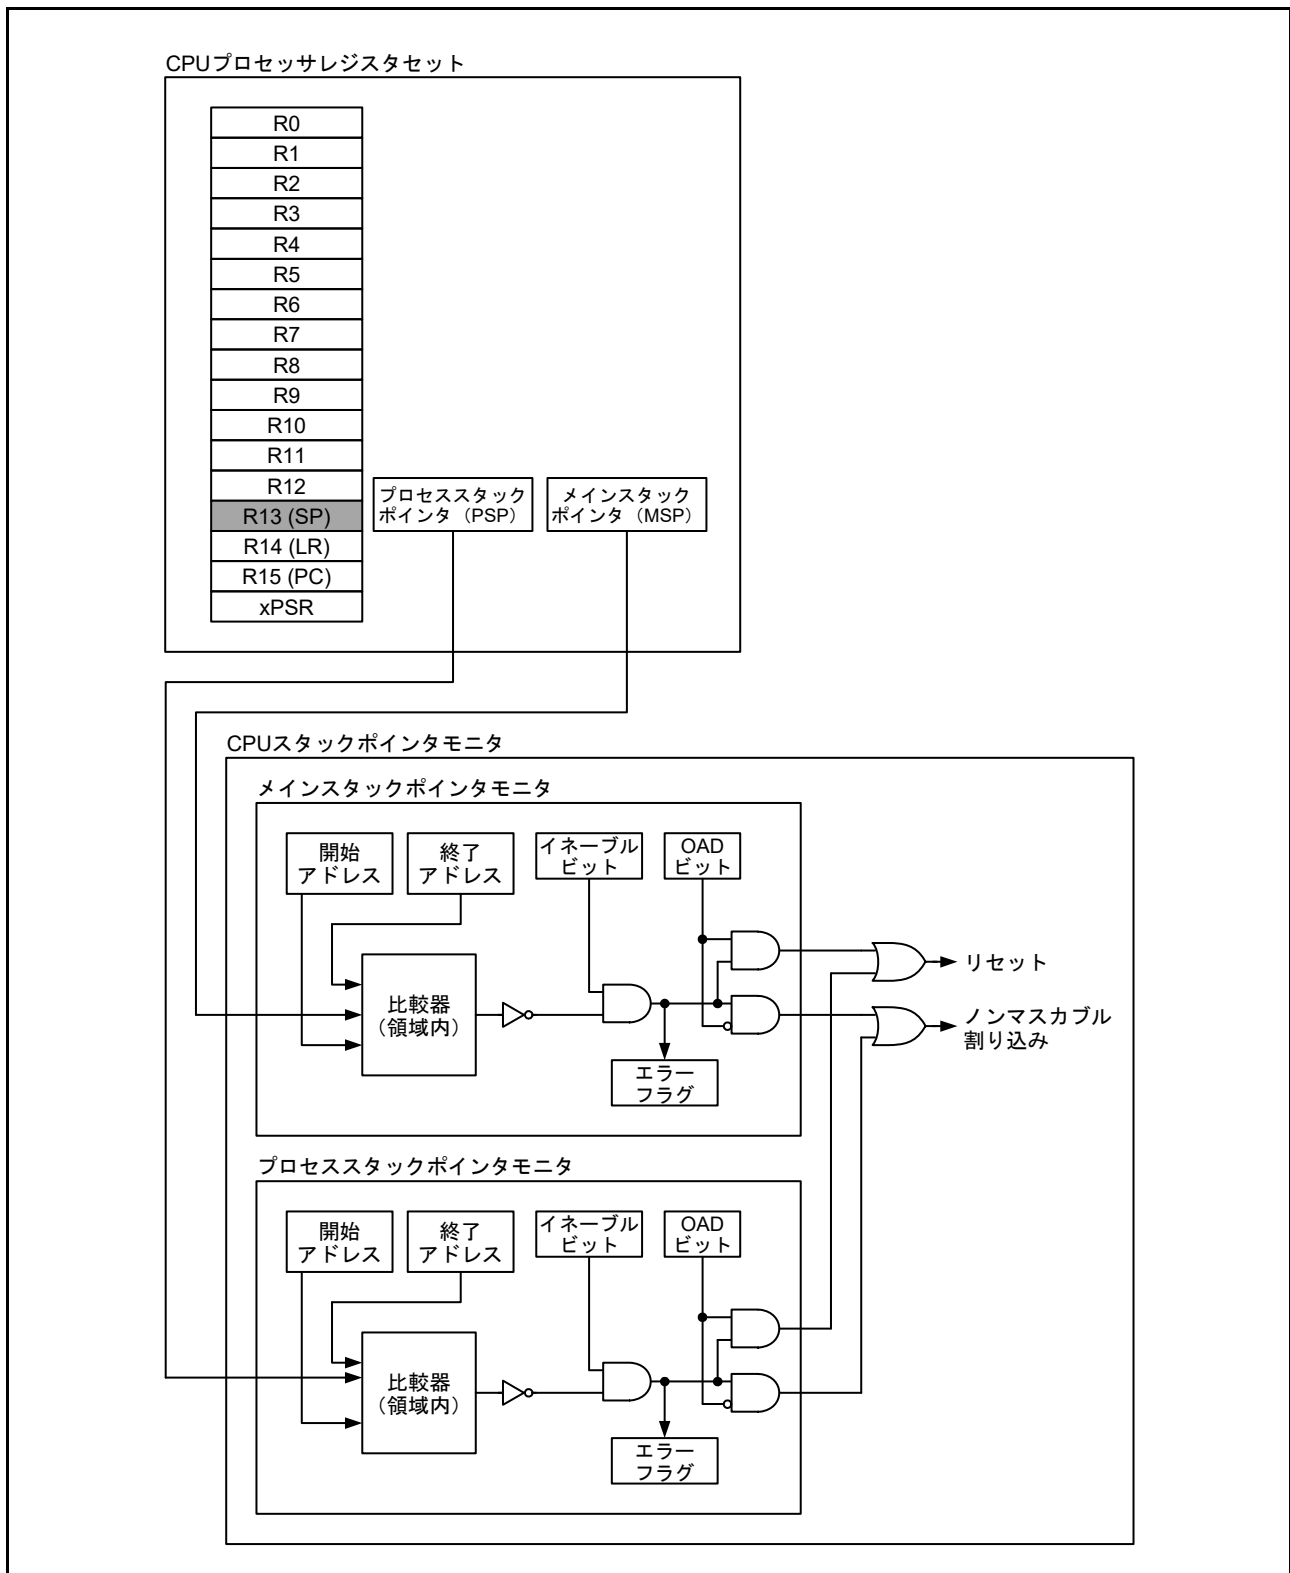 CPUプロセッサレジスタセット
R0
R1
R2
R3
R4
R5
R6
R7
R8
R9
R10
R11
R12
R13 (SP)
R14 (LR)
R15 (PC)
xPSR
プロセススタック
ポインタ（PSP）
メインスタック
ポインタ（MSP）
CPUスタックポインタモニタ
メインスタックポインタモニタ
開始
アドレス
終了
アドレス
イネーブル
ビット
OAD
ビット
比較器
（領域内）
エラー
フラグ
リセット
ノンマスカブル
割り込み
プロセススタックポインタモニタ
開始
アドレス
終了
アドレス
イネーブル
ビット
OAD
ビット
比較器
（領域内）
エラー
フラグ